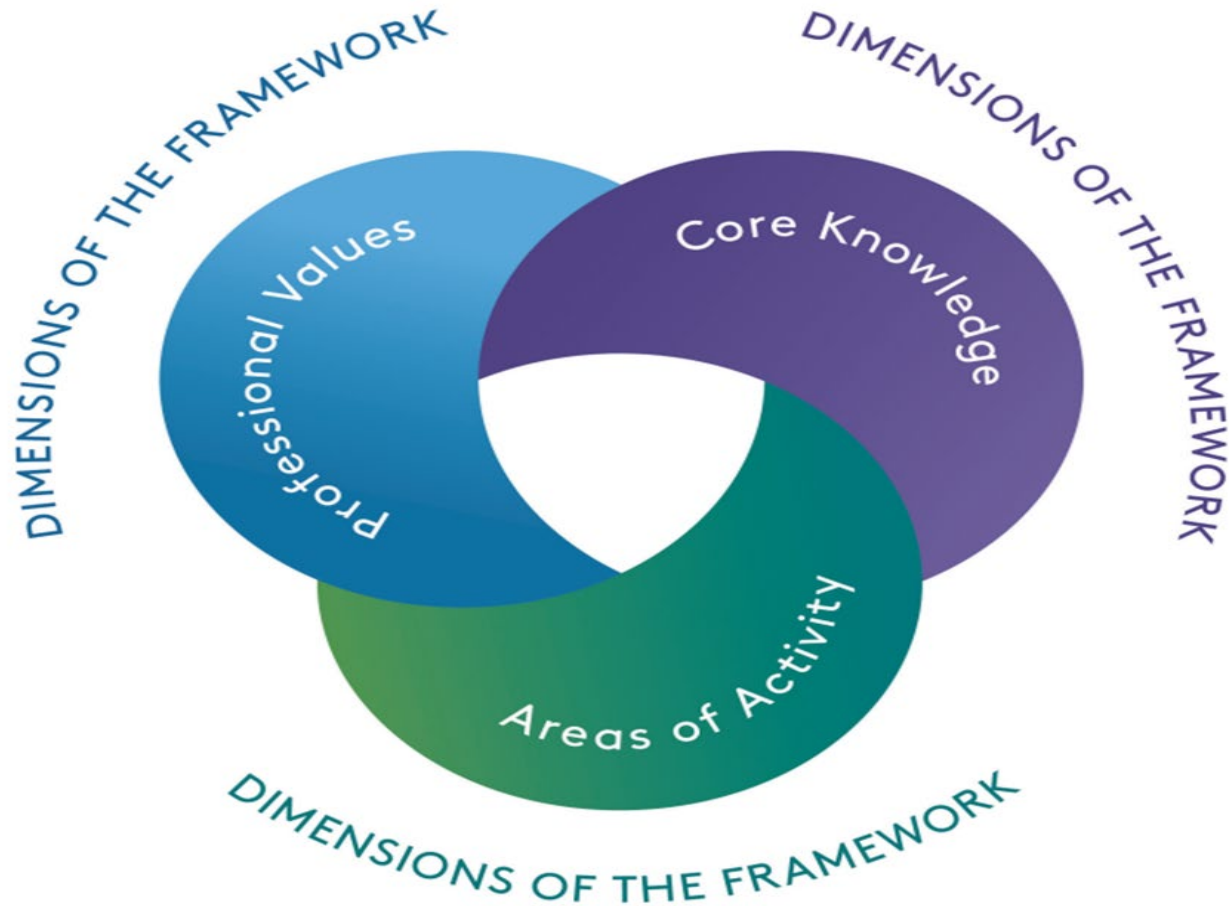 DIMENSIONS OF THE FRAMEWORK
DIMENSIONS OF THE FRAMEWORK
Professional Values
Core Knowledge
Areas of Activity
DIMENSIONS OF THE FRAMEWORK